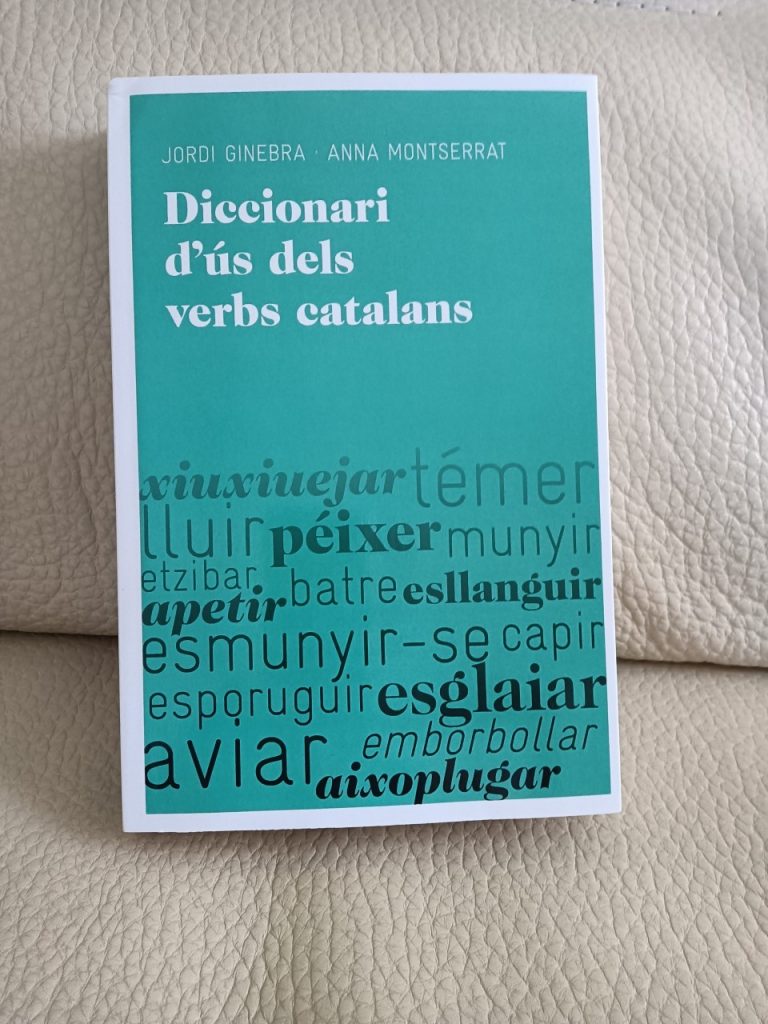 JORDI GINEBRA · ANNA MONTSERRAT
Diccionari
d'ús dels
verbs catalans
xiuxiuejar témer
lluir péixer munyir
etzibar batre esllanguir
apetir
esmunyir-se capir
esporuguir esglaiar
aviar emborbollar
aixoplugar